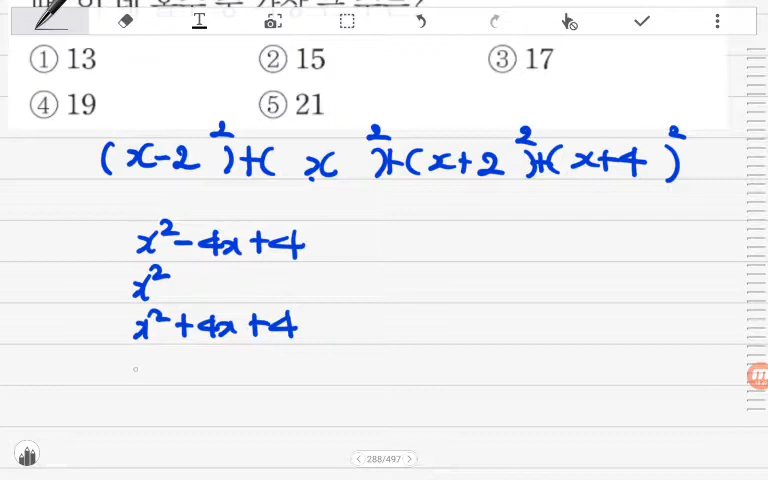 ① 13 ② 15 ③ 17
④ 19 ⑤ 21
(x-2)²+(x)²+(x+2)²+(x+4)²
x²-4x+4
x²
x²+4x+4
288/497